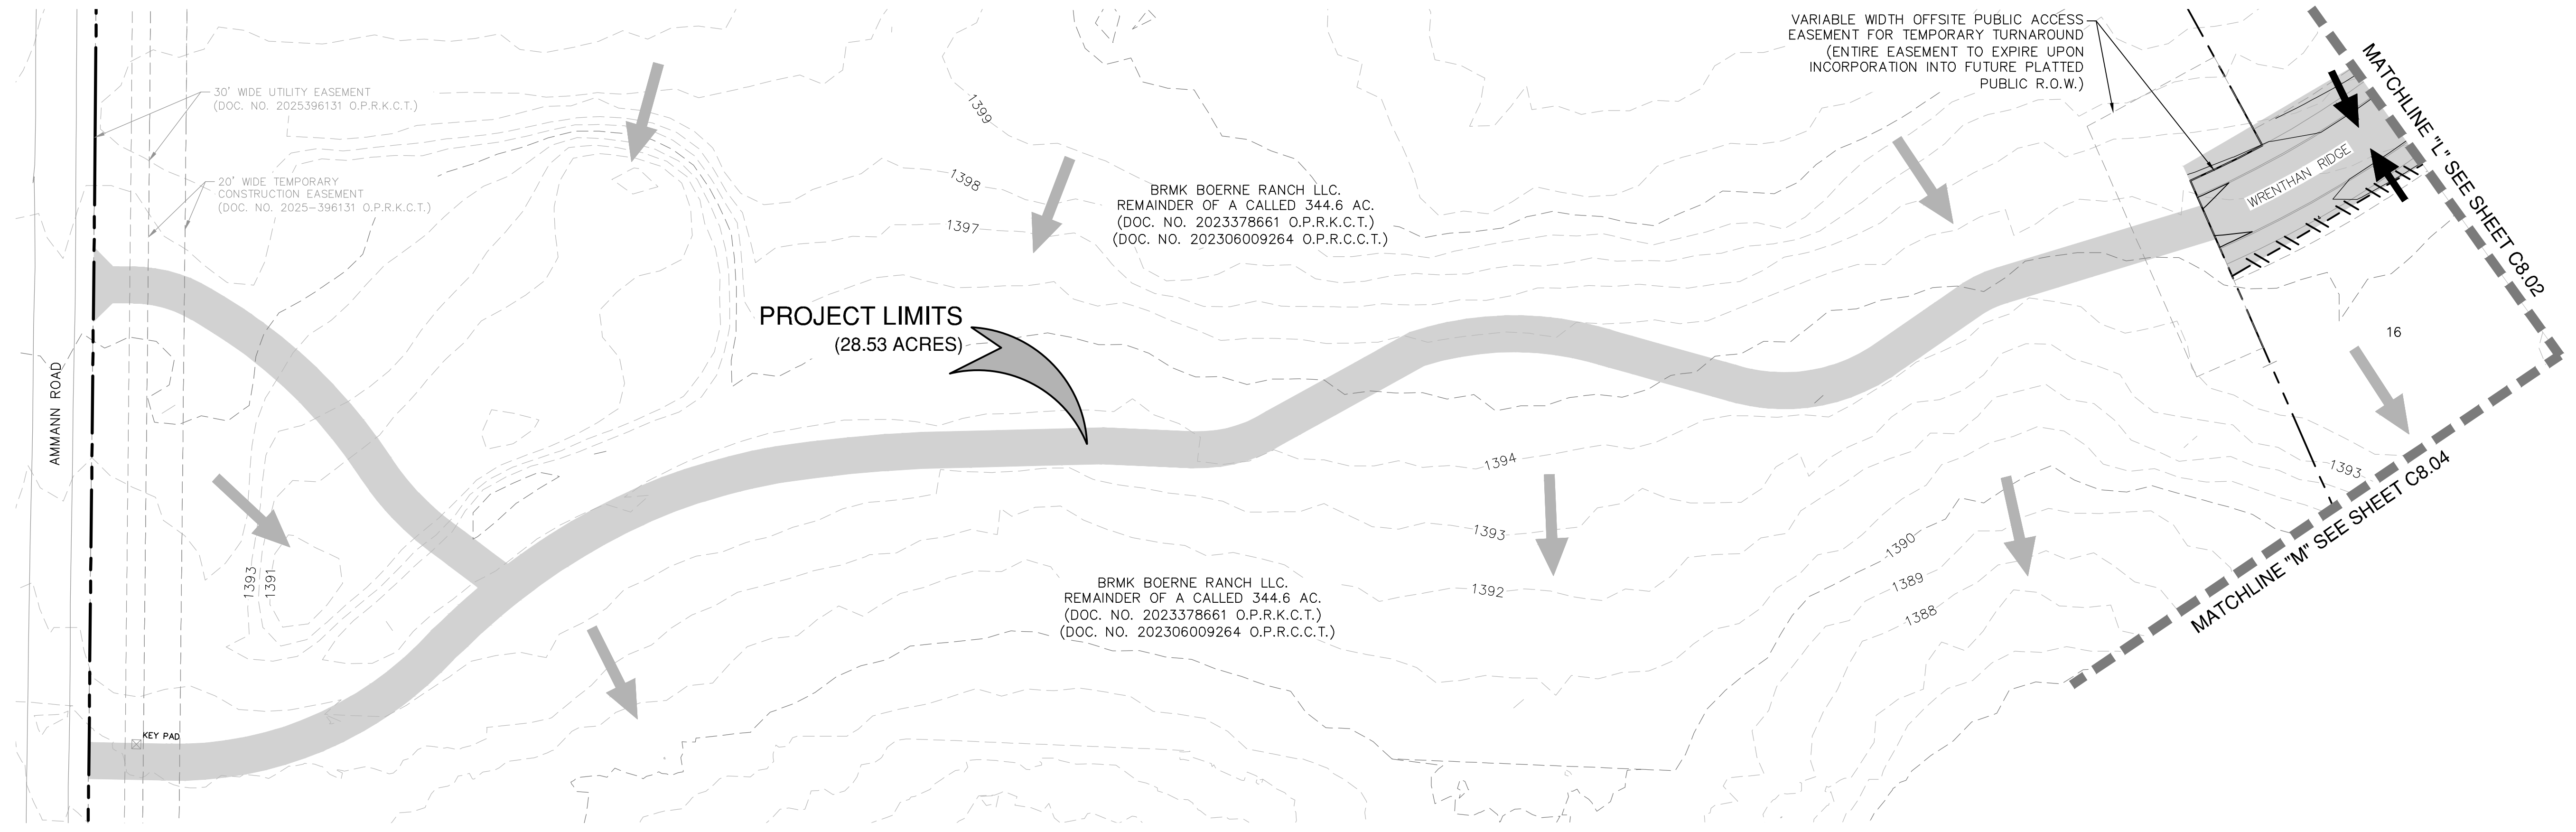 VARIABLE WIDTH OFFSITE PUBLIC ACCESS
EASEMENT FOR TEMPORARY TURNAROUND
(ENTIRE EASEMENT TO EXPIRE UPON
INCORPORATION INTO FUTURE PLATTED
PUBLIC R.O.W.)
30' WIDE UTILITY EASEMENT
(DOC. NO. 2025396131 O.P.R.K.C.T.)
20' WIDE TEMPORARY
CONSTRUCTION EASEMENT
(DOC. NO. 2025-396131 O.P.R.K.C.T.)
1399
1398
1397
BRMK BOERNE RANCH LLC.
REMAINDER OF A CALLED 344.6 AC.
(DOC. NO. 2023378661 O.P.R.K.C.T.)
(DOC. NO. 202306009264 O.P.R.C.C.T.)
WRENTHAN RIDGE
MATCHLINE "L" SEE SHEET C8.02
PROJECT LIMITS
(28.53 ACRES)
16
AMMANN ROAD
1394
1393
1393
1392
1390
1389
1388
MATCHLINE "M" SEE SHEET C8.04
1393
1391
BRMK BOERNE RANCH LLC.
REMAINDER OF A CALLED 344.6 AC.
(DOC. NO. 2023378661 O.P.R.K.C.T.)
(DOC. NO. 202306009264 O.P.R.C.C.T.)
KEY PAD